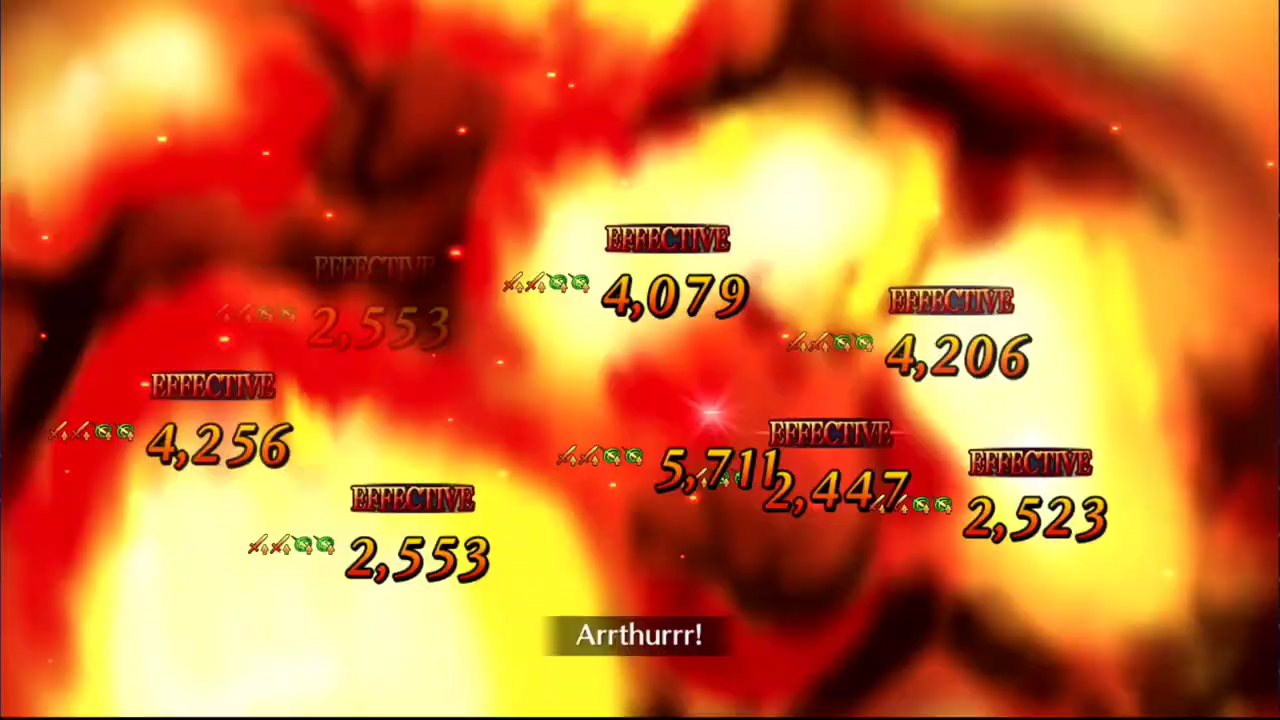 EFFECTIVE
4,079
EFFECTIVE
2,553
EFFECTIVE
4,206
EFFECTIVE
4,256
EFFECTIVE
5,711
2,447
EFFECTIVE
2,523
EFFECTIVE
2,553
Arrthurrr!